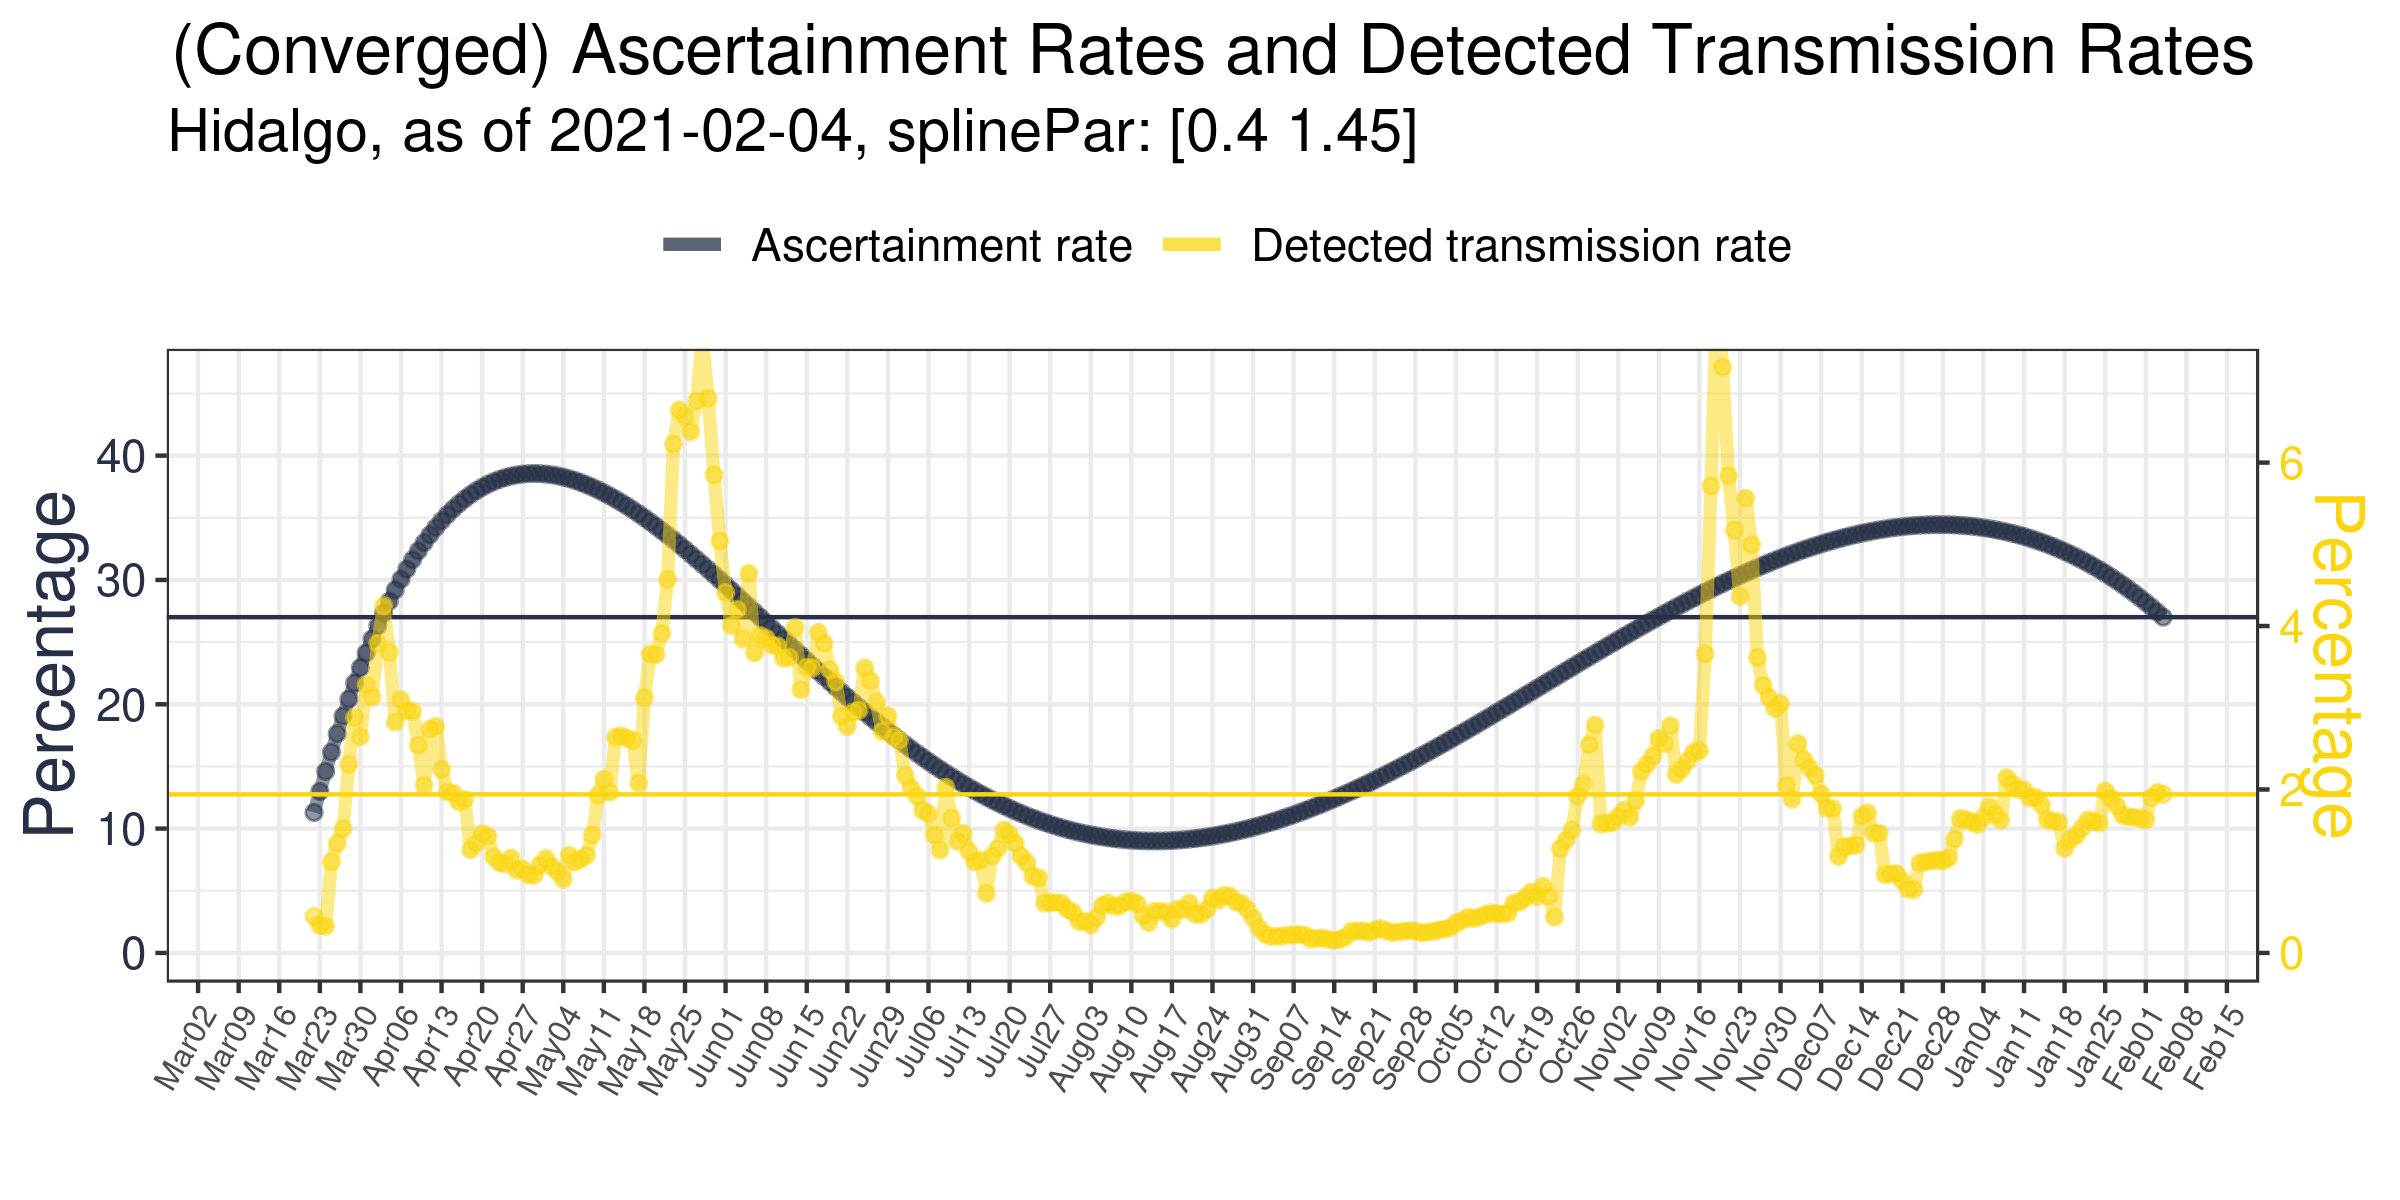 (Converged) Ascertainment Rates and Detected Transmission Rates
Hidalgo, as of 2021-02-04, splinePar: [0.4 1.45]
Ascertainment rate
Detected transmission rate
Percentage
40
30
20
10
0
6
4
2
0
Percentage
Mar02
Mar09
Mar16
Mar23
Mar30
Apr06
Apr13
Apr20
Apr27
May04
May11
May18
May25
Jun01
Jun08
Jun15
Jun22
Jun29
Jul06
Jul13
Jul20
Jul27
Aug03
Aug10
Aug17
Aug24
Aug31
Sep07
Sep14
Sep21
Sep28
Oct05
Oct12
Oct19
Oct26
Nov02
Nov09
Nov16
Nov23
Nov30
Dec07
Dec14
Dec21
Dec28
Jan04
Jan11
Jan18
Jan25
Feb01
Feb08
Feb15